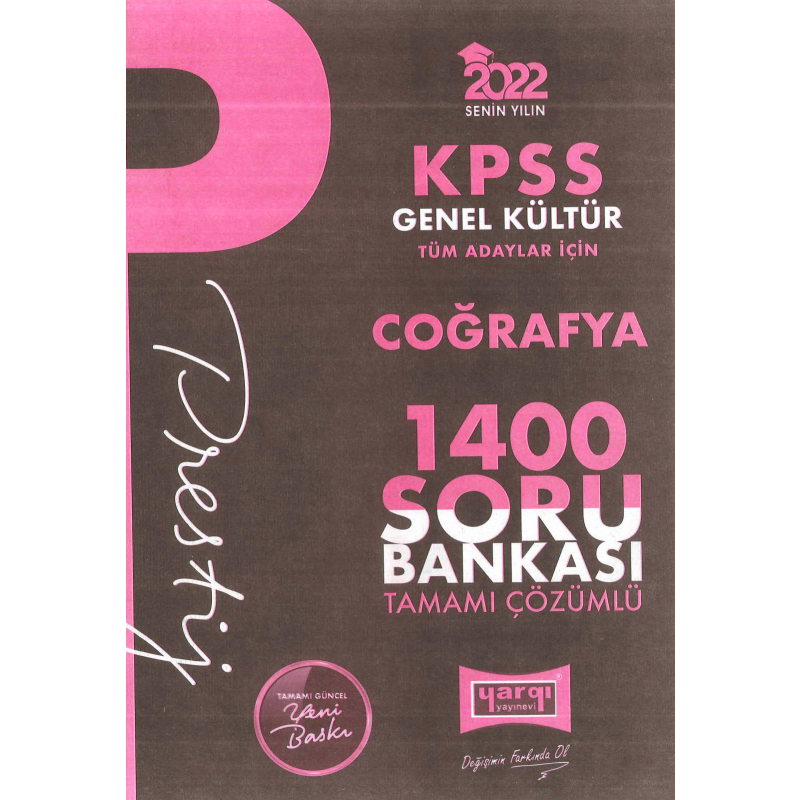 2022
SENİN YILIN
KPSS
GENEL KÜLTÜR
TÜM ADAYLAR İÇİN
COĞRAFYA
Prestij
1400
SORU
BANKASI
TAMAMI ÇÖZÜMLÜ
TAMAMI GÜNCEL
Yeni
Baskı
yargı
yayınevi
®
Değişimin Farkında Ol